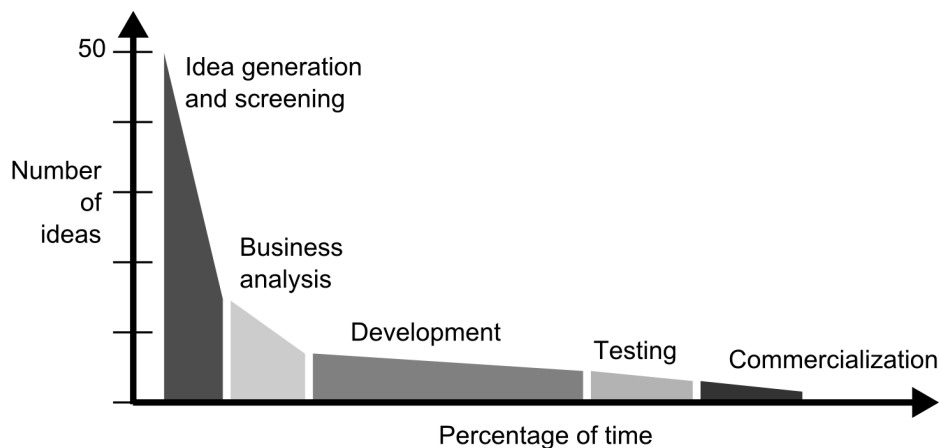 50
Idea generation
and screening
Number
of
ideas
Business
analysis
Development
Testing
Commercialization
Percentage of time